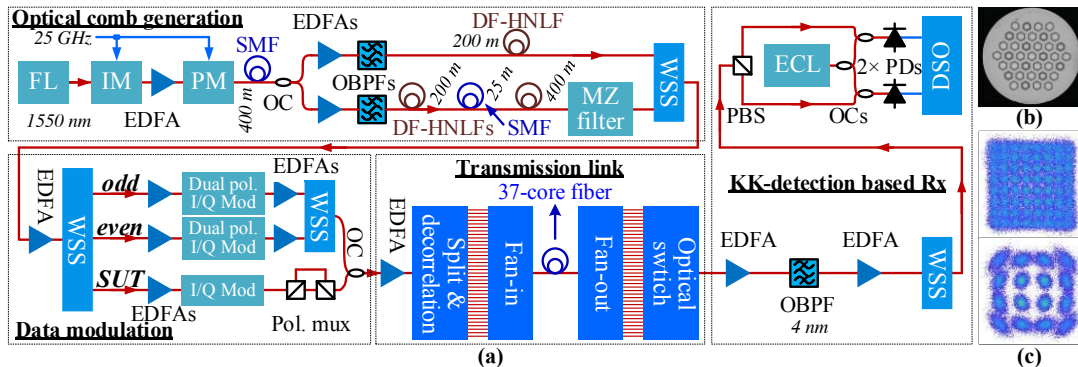 Optical comb generation
25 GHz
FL
IM
PM
1550 nm
EDFA
SMF
400 m
OC
EDFAs
OBPFs
DF-HNLF
200 m
200 m
25 m
400 m
DF-HNLFs
SMF
MZ
filter
WSS
EDFA
WSS
odd
even
SUT
Dual pol.
I/Q Mod
Dual pol.
I/Q Mod
I/Q Mod
EDFAs
EDFAs
WSS
OC
Pol. mux
Data modulation
Transmission link
37-core fiber
EDFA
Split &
decorrelation
Fan-in
Fan-out
Optical
swtich
(a)
KK-detection based Rx
EDFA
OBPF
4 nm
EDFA
WSS
PBS
ECL
OCs
2× PDs
DSO
(b)
(c)